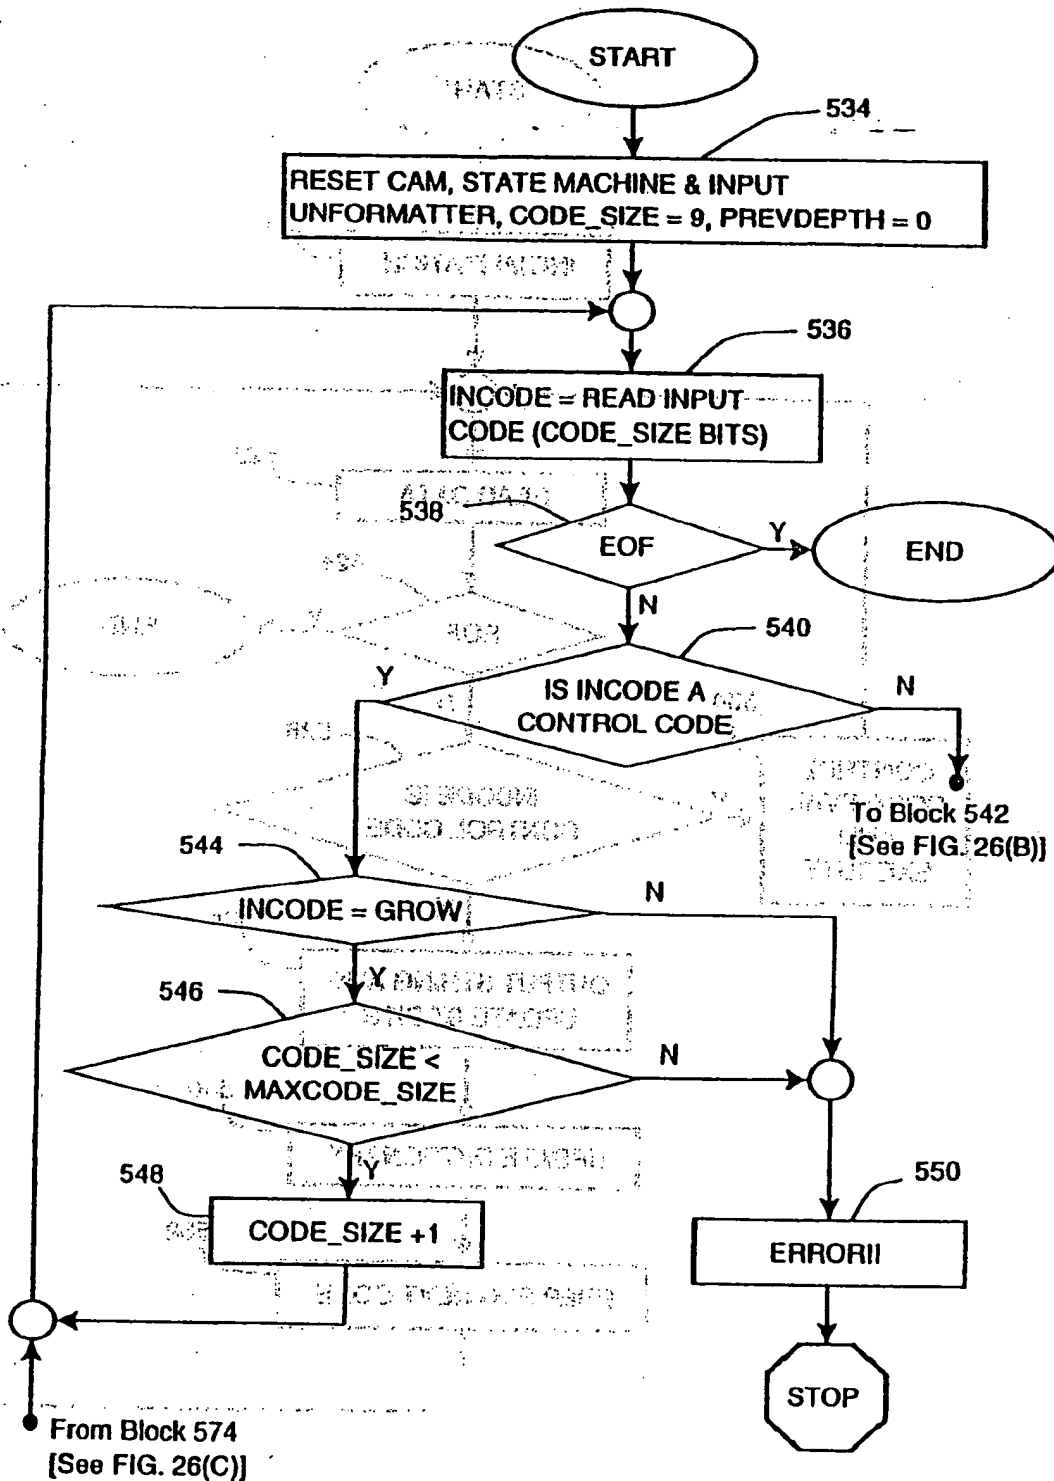 START
534
RESET CAM, STATE MACHINE & INPUT
UNFORMATTER, CODE_SIZE = 9, PREVDEPTH = 0
536
INCODE = READ INPUT
CODE (CODE_SIZE BITS)
538
EOF
Y
END
N
540
Y
IS INCODE A
CONTROL CODE
N
To Block 542
[See FIG. 26(B)]
544
INCODE = GROW
N
Y
546
CODE_SIZE <
MAXCODE_SIZE
N
Y
548
CODE_SIZE +1
550
ERRORII
STOP
From Block 574
[See FIG. 26(C)]